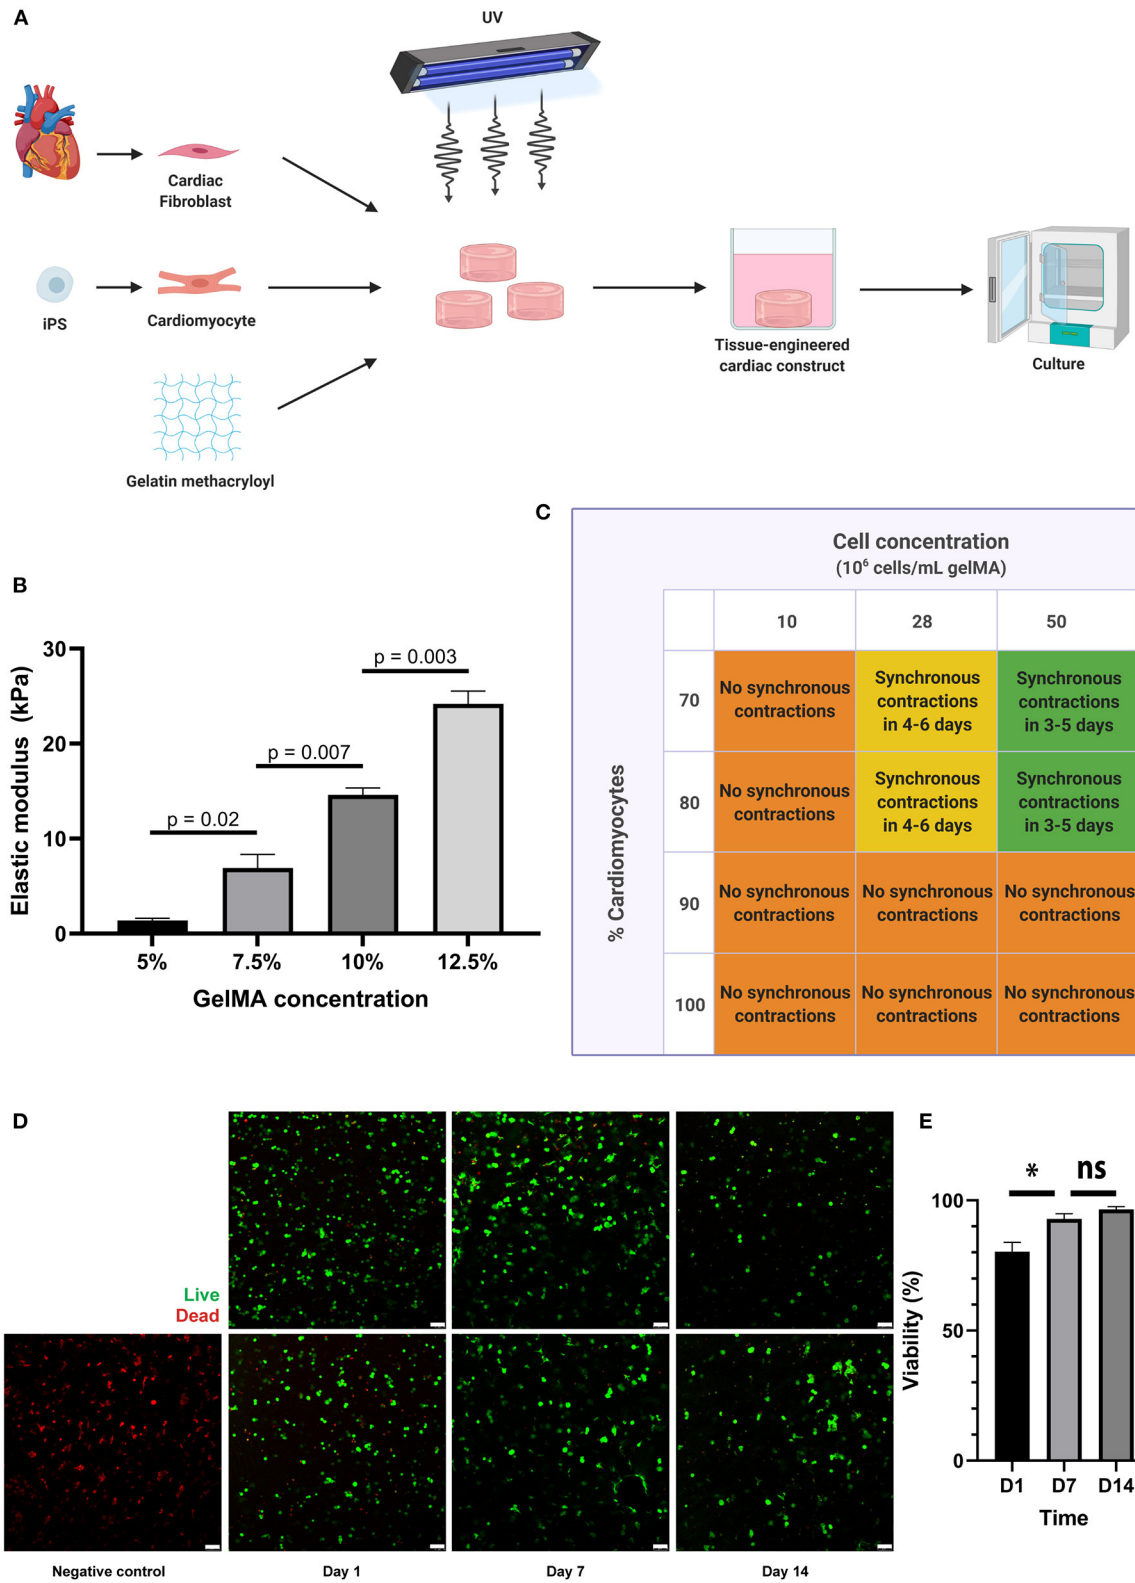 A
UV
Cardiac
Fibroblast
iPS
Cardiomyocyte
Gelatin methacryloyl
Tissue-engineered
cardiac construct
Culture
B
Elastic modulus (kPa)
30
20
10
0
p = 0.02
p = 0.007
p = 0.003
5%
7.5%
10%
12.5%
GelMA concentration
C
Cell concentration
(10⁶ cells/mL gelMA)
% Cardiomyocytes
10
28
50
70
No synchronous
contractions
Synchronous
contractions
in 4-6 days
Synchronous
contractions
in 3-5 days
80
No synchronous
contractions
Synchronous
contractions
in 4-6 days
Synchronous
contractions
in 3-5 days
90
No synchronous
contractions
No synchronous
contractions
No synchronous
contractions
100
No synchronous
contractions
No synchronous
contractions
No synchronous
contractions
D
Live
Dead
Negative control
Day 1
Day 7
Day 14
E
Viability (%)
100
50
0
*
ns
D1
D7
D14
Time